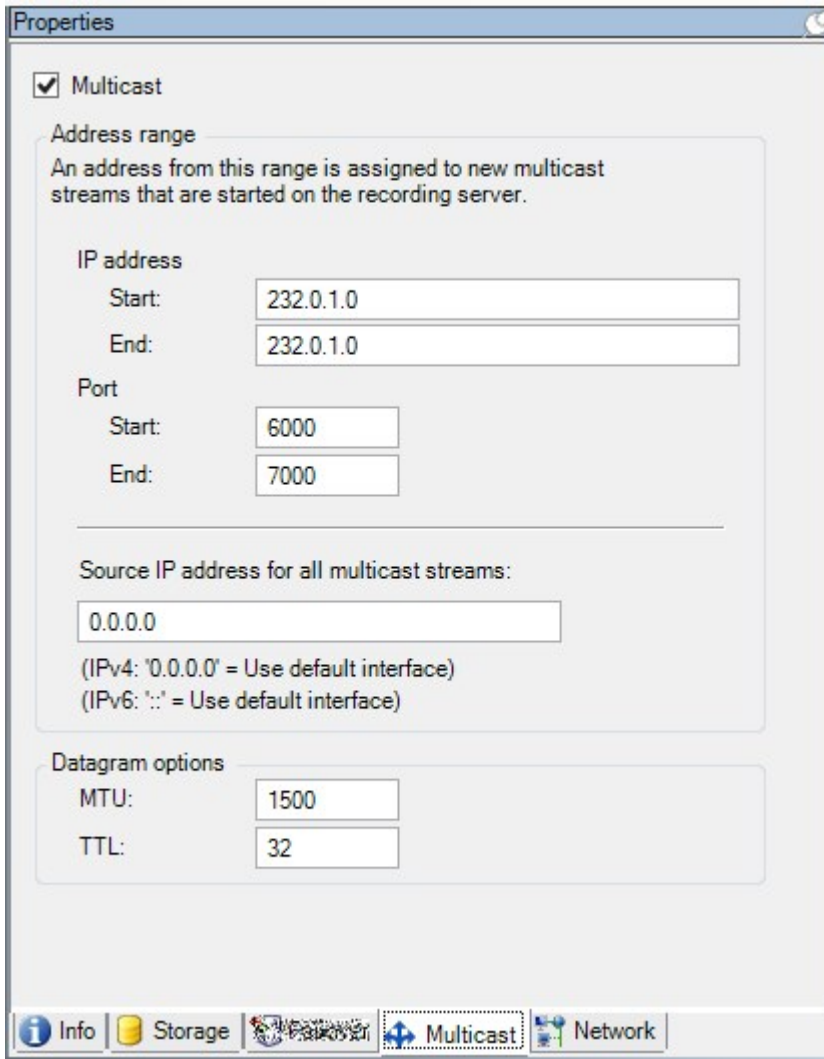 Properties
Multicast
Address range
An address from this range is assigned to new multicast
streams that are started on the recording server.
IP address
Start: 232.0.1.0
End: 232.0.1.0
Port
Start: 6000
End: 7000
Source IP address for all multicast streams:
0.0.0.0
(IPv4: '0.0.0.0' = Use default interface)
(IPv6: '::' = Use default interface)
Datagram options
MTU: 1500
TTL: 32
Info Storage Multicast Network